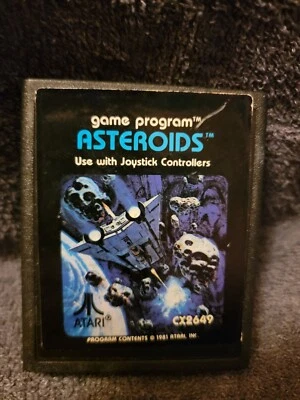 game program™
ASTEROIDS™
Use with Joystick Controllers
ATARI®
CX2649
PROGRAM CONTENTS © 1981 ATARI, INC